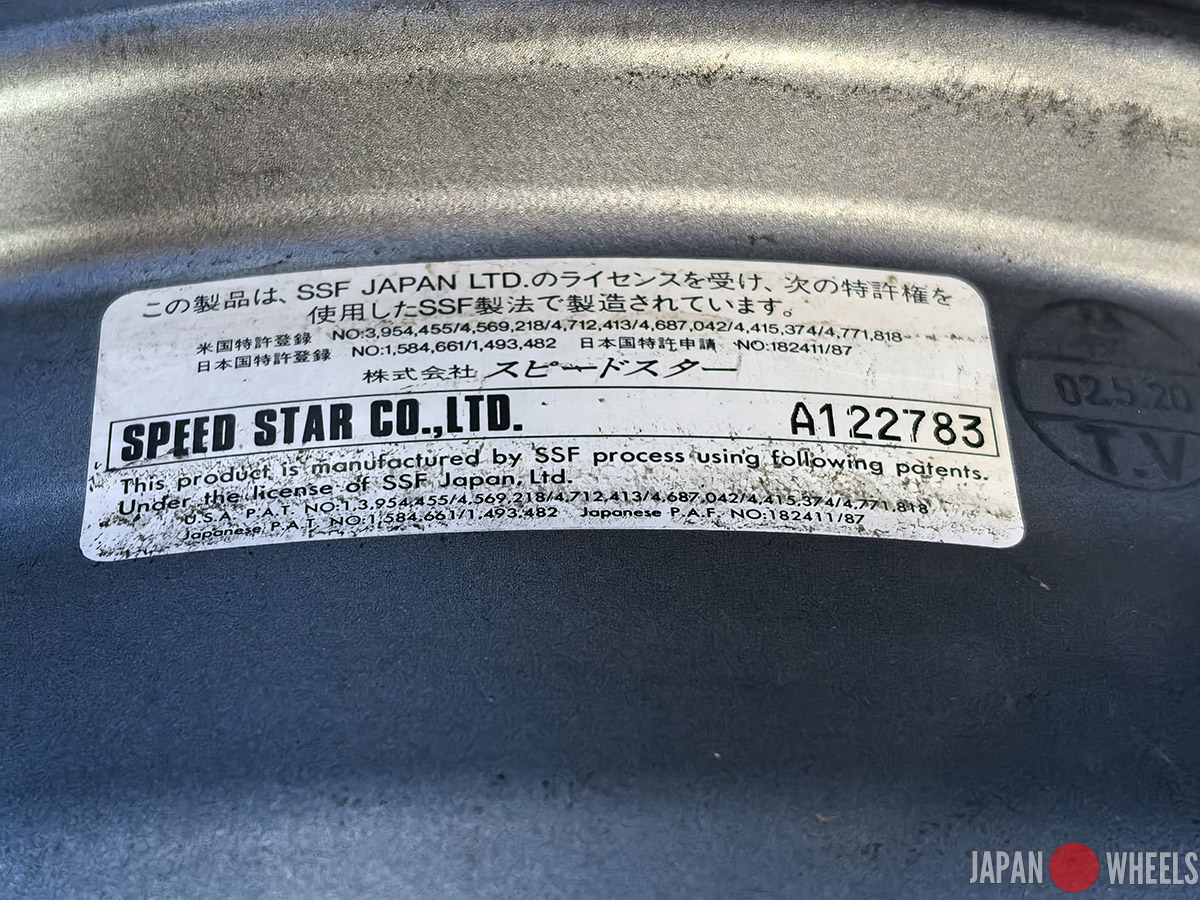 この製品は、SSF JAPAN LTD.のライセンスを受け、次の特許権を
使用したSSF製法で製造されています。
米国特許登録 NO:3,954,455/4,569,218/4,712,413/4,687,042/4,415,374/4,771,818
日本国特許登録 NO:1,584,661/1,493,482 日本国特許申請 NO:182411/87
株式会社 スピードスター
SPEED STAR CO.,LTD. A122783
This product is manufactured by SSF process using following patents.
Under the license of SSF Japan, Ltd.
U.S.A. P.A.T. NO:1,3,954,455/4,569,218/4,712,413/4,687,042/4,415,374/4,771,818
Japanese P.A.T. NO:1,584,661/1,493,482 Japanese P.A.F. NO:182411/87
02.5.20
T.V
JAPAN WHEELS